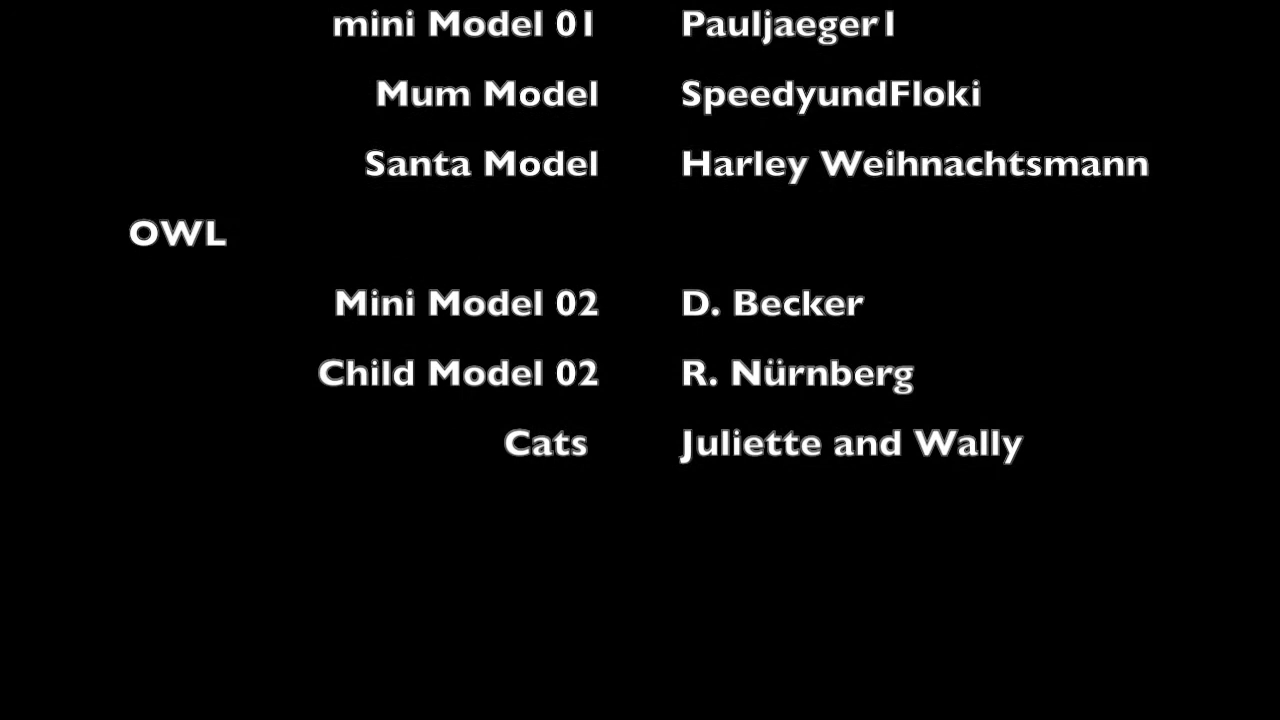 mini Model 01 Pauljaeger1
Mum Model SpeedyundFloki
Santa Model Harley Weihnachtsmann
OWL
Mini Model 02 D. Becker
Child Model 02 R. Nürnberg
Cats Juliette and Wally